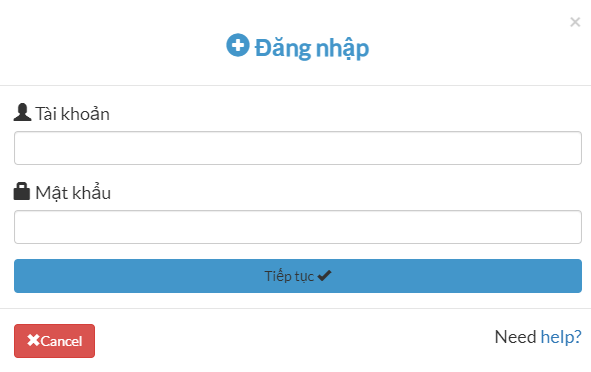 ×
Đăng nhập
Tài khoản
Mật khẩu
Tiếp tục
Cancel
Need help?